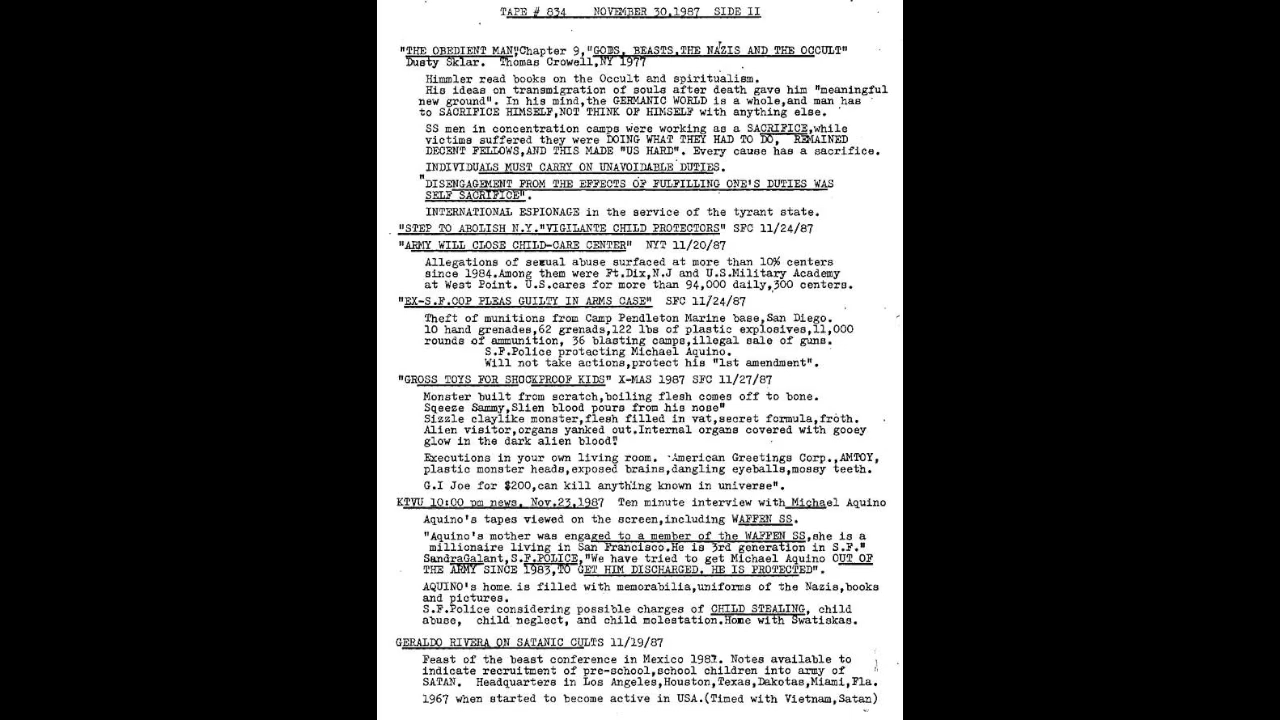 TAPE # 834 NOVEMBER 30,1987 SIDE II
"THE OBEDIENT MAN",Chapter 9,"GODS, BEASTS,THE NAZIS AND THE OCCULT"
Dusty Sklar. Thomas Crowell,NY 1977
Himmler read books on the Occult and spiritualism.
His ideas on transmigration of souls after death gave him "meaningful
new ground". In his mind,the GERMANIC WORLD is a whole,and man has
to SACRIFICE HIMSELF,NOT THINK OF HIMSELF with anything else.
SS men in concentration camps were working as a SACRIFICE,while
victims suffered they were DOING WHAT THEY HAD TO DO, REMAINED
DECENT FELLOWS,AND THIS MADE "US HARD". Every cause has a sacrifice.
INDIVIDUALS MUST CARRY ON UNAVOIDABLE DUTIES.
"DISENGAGEMENT FROM THE EFFECTS OF FULFILLING ONE'S DUTIES WAS
SELF SACRIFICE".
INTERNATIONAL ESPIONAGE in the service of the tyrant state.
"STEP TO ABOLISH N.Y."VIGILANTE CHILD PROTECTORS" SFC 11/24/87
"ARMY WILL CLOSE CHILD-CARE CENTER" NYT 11/20/87
Allegations of sexual abuse surfaced at more than 10% centers
since 1984.Among them were Ft.Dix,N.J and U.S.Military Academy
at West Point. U.S.cares for more than 94,000 daily,300 centers.
"EX-S.F.COP PLEAS GUILTY IN ARMS CASE" SFC 11/24/87
Theft of munitions from Camp Pendleton Marine base,San Diego.
10 hand grenades,62 grenads,122 lbs of plastic explosives,11,000
rounds of ammunition, 36 blasting camps,illegal sale of guns.
S.F.Police protecting Michael Aquino.
Will not take actions,protect his "1st amendment".
"GROSS TOYS FOR SHOCKPROOF KIDS" X-MAS 1987 SFC 11/27/87
Monster built from scratch,boiling flesh comes off to bone.
Sqeeze Sammy,Slien blood pours from his nose"
Sizzle claylike monster,flesh filled in vat,secret formula,froth.
Alien visitor,organs yanked out.Internal organs covered with gooey
glow in the dark alien blood"
Executions in your own living room. American Greetings Corp.,AMTOY,
plastic monster heads,exposed brains,dangling eyeballs,mossy teeth.
G.I Joe for $200,can kill anything known in universe".
KTVU 10:00 pm news, Nov.23,1987 Ten minute interview with Michael Aquino
Aquino's tapes viewed on the screen,including WAFFEN SS.
"Aquino's mother was engaged to a member of the WAFFEN SS,she is a
millionaire living in San Francisco.He is 3rd generation in S.F."
SandraGalant,S.F.POLICE,"We have tried to get Michael Aquino OUT OF
THE ARMY SINCE 1983,TO GET HIM DISCHARGED. HE IS PROTECTED".
AQUINO's home is filled with memorabilia,uniforms of the Nazis,books
and pictures.
S.F.Police considering possible charges of CHILD STEALING, child
abuse, child neglect, and child molestation.Home with Swatiskas.
GERALDO RIVERA ON SATANIC CULTS 11/19/87
Feast of the beast conference in Mexico 1981. Notes available to
indicate recruitment of pre-school,school children into army of
SATAN. Headquarters in Los Angeles,Houston,Texas,Dakotas,Miami,Fla.
1967 when started to become active in USA.(Timed with Vietnam,Satan)